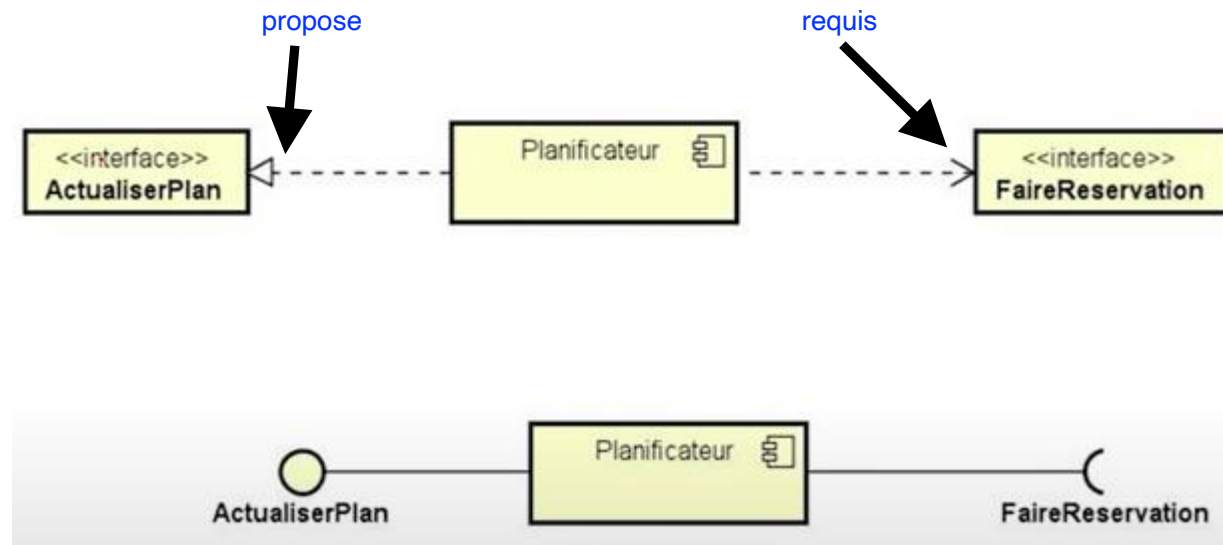 propose
requis
<<interface>>
ActualiserPlan
Planificateur
<<interface>>
FaireReservation
Planificateur
ActualiserPlan
FaireReservation